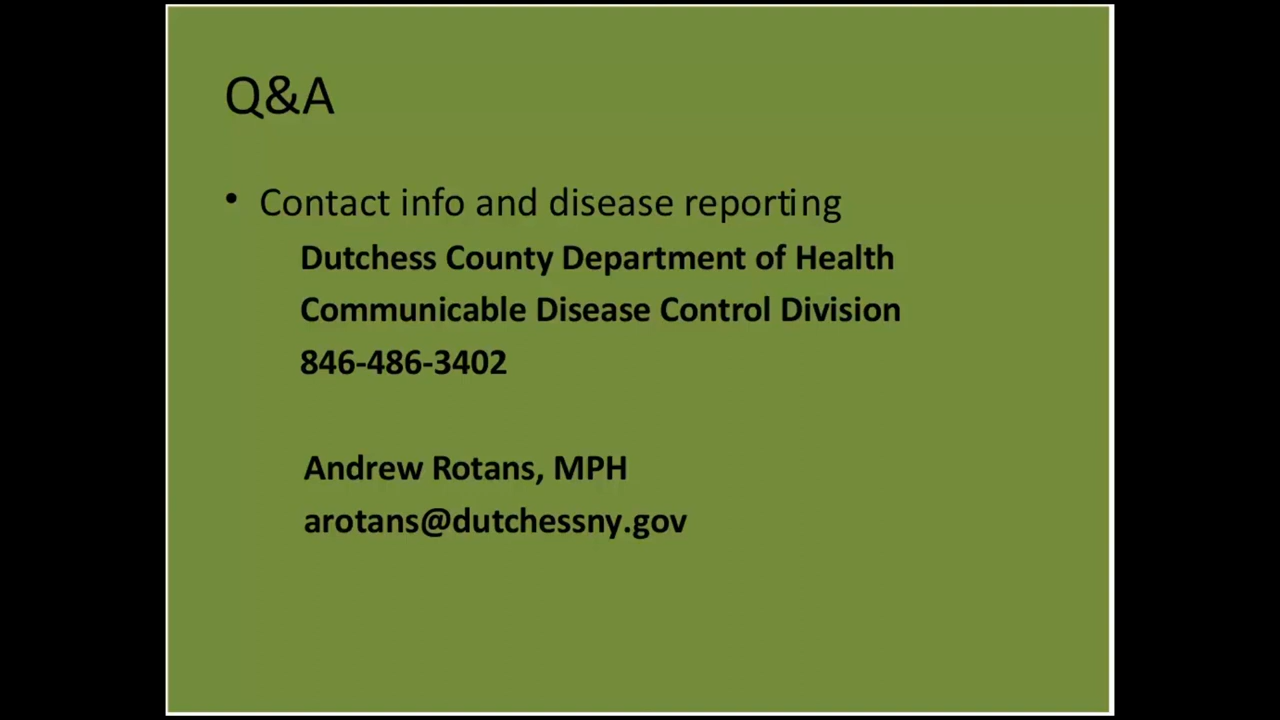 Q&A
• Contact info and disease reporting
Dutchess County Department of Health
Communicable Disease Control Division
846-486-3402
Andrew Rotans, MPH
arotans@dutchessny.gov